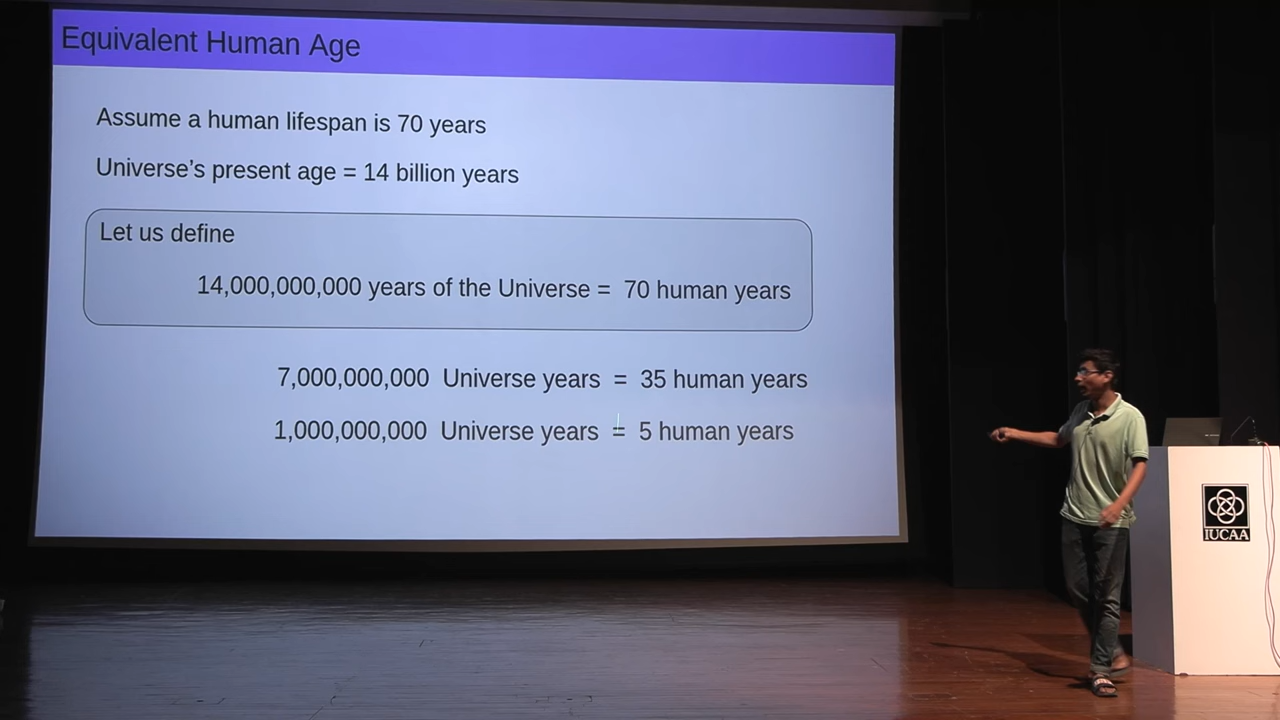 Equivalent Human Age
Assume a human lifespan is 70 years
Universe’s present age = 14 billion years
Let us define
14,000,000,000 years of the Universe = 70 human years
7,000,000,000 Universe years = 35 human years
1,000,000,000 Universe years = 5 human years
IUCAA